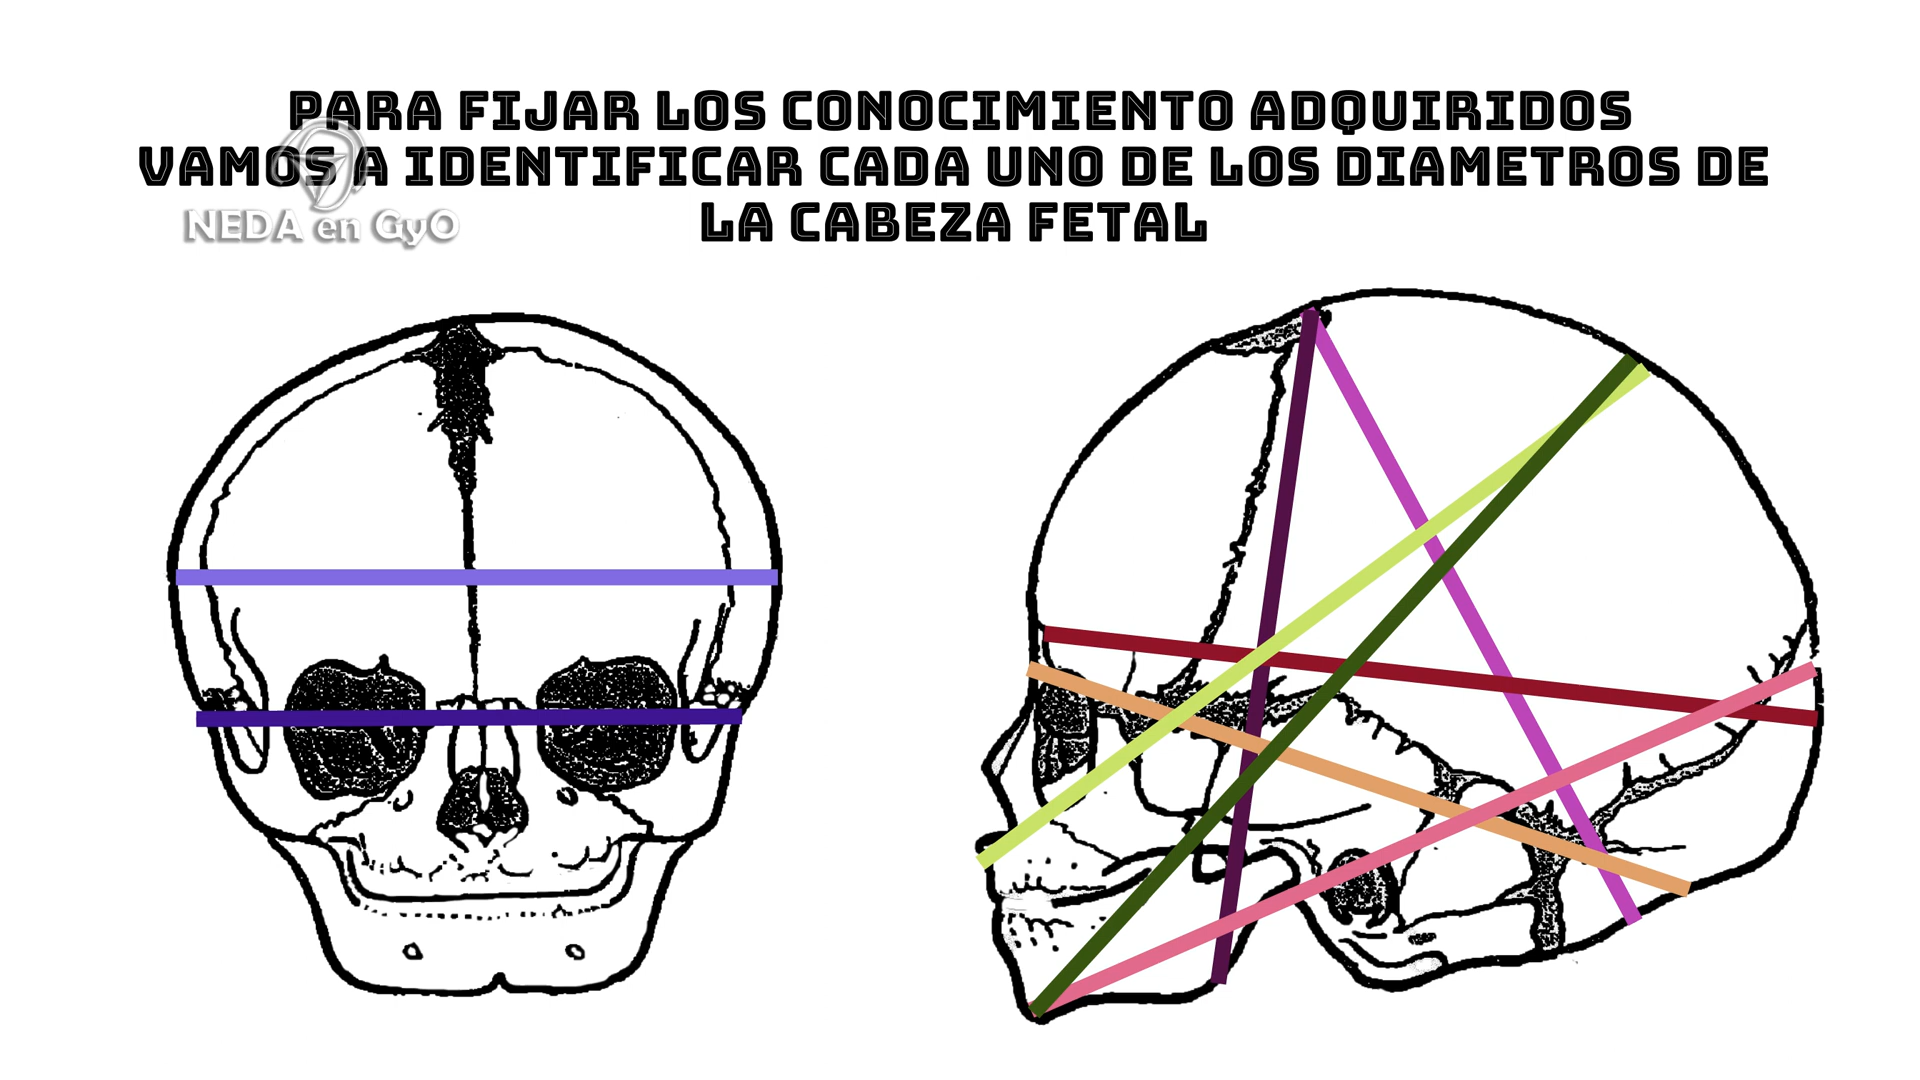 PARA FIJAR LOS CONOCIMIENTO ADQUIRIDOS
VAMOS A IDENTIFICAR CADA UNO DE LOS DIAMETROS DE
LA CABEZA FETAL
NEDA en GyO